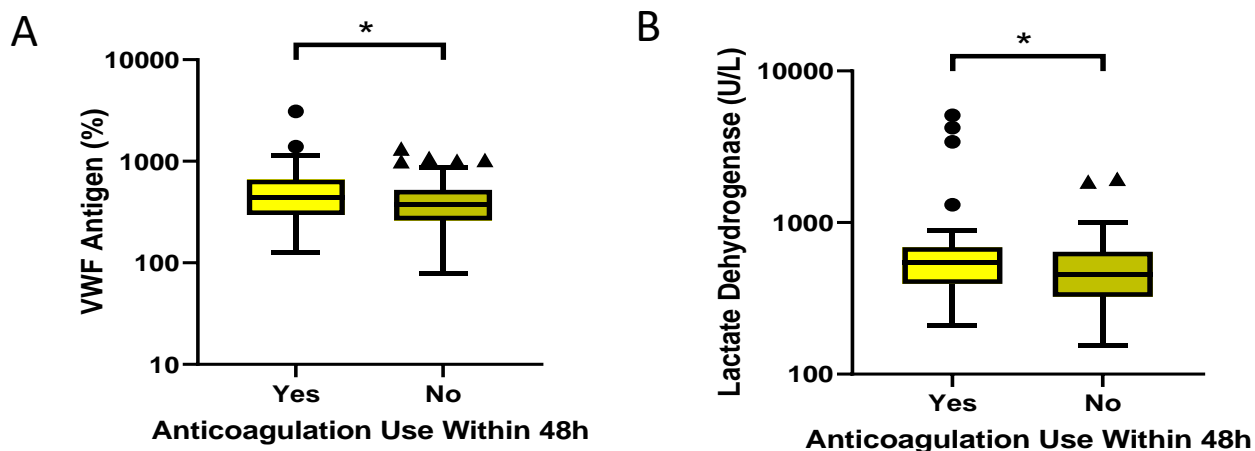 A
*
VWF Antigen (%)
10000
1000
100
10
Yes No
Anticoagulation Use Within 48h
B
*
Lactate Dehydrogenase (U/L)
10000
1000
100
Yes No
Anticoagulation Use Within 48h